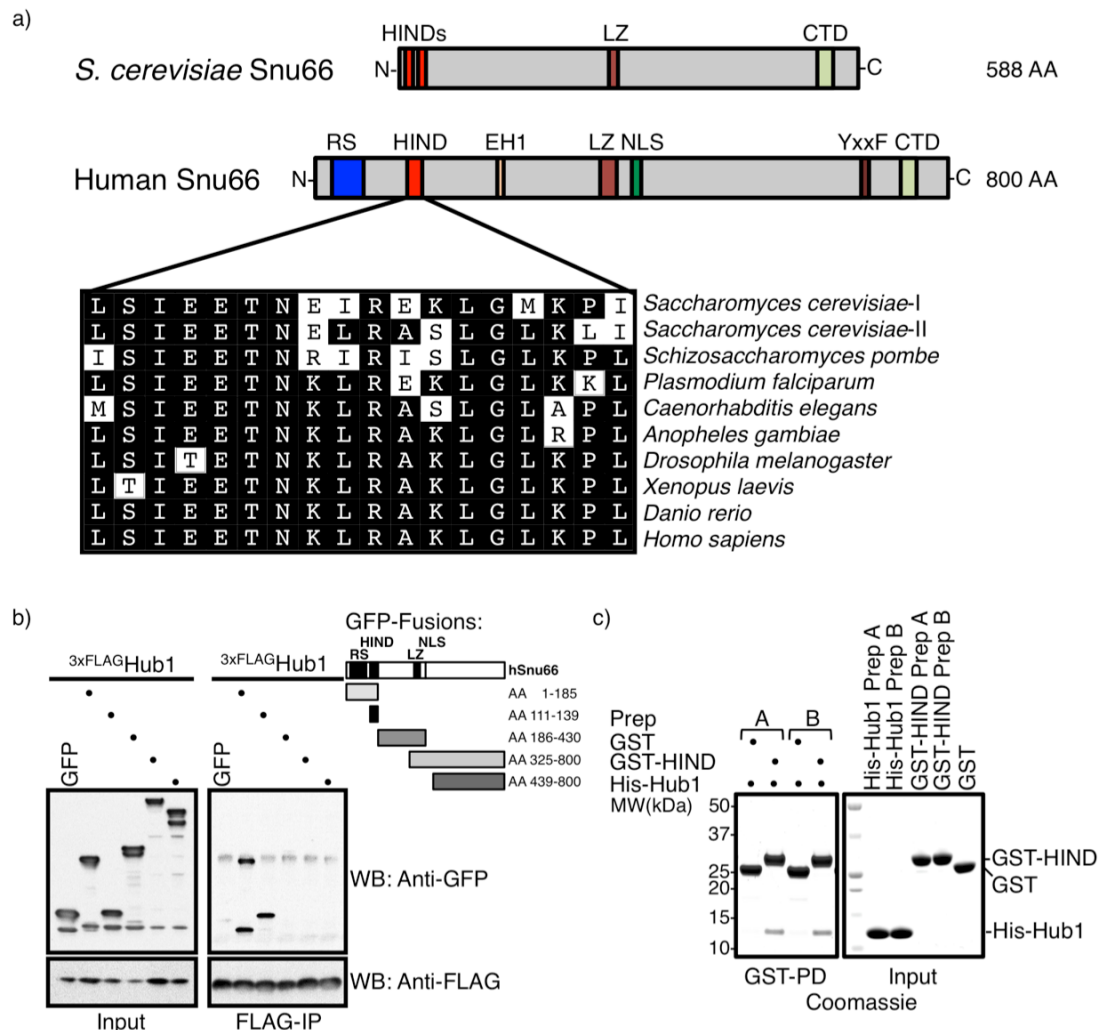 a)
HINDs LZ CTD
S. cerevisiae Snu66 N- -C 588 AA
RS HIND EH1 LZ NLS YxxF CTD
Human Snu66 N- -C 800 AA
L S I E E T N E I R E K L G M K P I Saccharomyces cerevisiae-I
L S I E E T N E L R A S L G L K L I Saccharomyces cerevisiae-II
I S I E E T N R I R I S L G L K P L Schizosaccharomyces pombe
L S I E E T N K L R E K L G L K K L Plasmodium falciparum
M S I E E T N K L R A S L G L A P L Caenorhabditis elegans
L S I E E T N K L R A K L G L R P L Anopheles gambiae
L S I T E T N K L R A K L G L K P L Drosophila melanogaster
L T I E E T N K L R A K L G L K P L Xenopus laevis
L S I E E T N K L R A K L G L K P L Danio rerio
L S I E E T N K L R A K L G L K P L Homo sapiens
b)
3xFLAGHub1 3xFLAGHub1
GFP GFP
GFP-Fusions:
HIND NLS
RS LZ
hSnu66
AA 1-185
AA 111-139
AA 186-430
AA 325-800
AA 439-800
WB: Anti-GFP
WB: Anti-FLAG
Input FLAG-IP
c)
His-Hub1 Prep A
His-Hub1 Prep B
GST-HIND Prep A
GST-HIND Prep B
GST
Prep A B
GST
GST-HIND
His-Hub1
MW(kDa)
50
37
25
20
15
10
-GST-HIND
GST
-His-Hub1
GST-PD Input
Coomassie